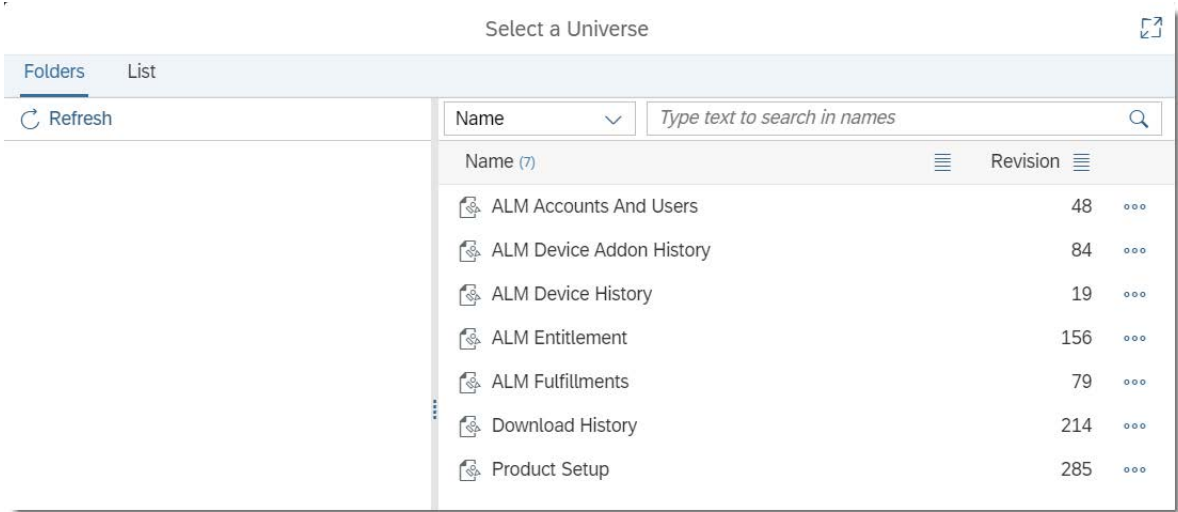 Select a Universe
Folders List
Refresh
Name Type text to search in names
Name (7) Revision
ALM Accounts And Users 48
ALM Device Addon History 84
ALM Device History 19
ALM Entitlement 156
ALM Fulfillments 79
Download History 214
Product Setup 285